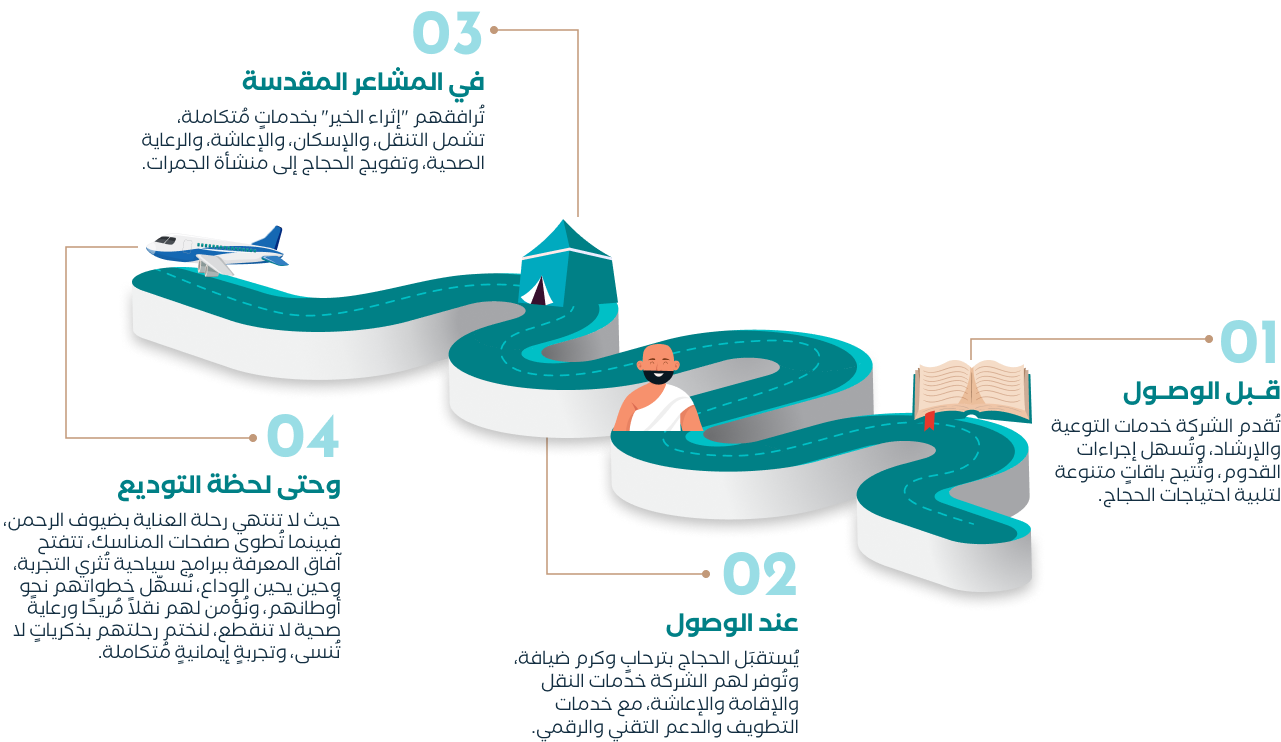 01
قـبل الوصـول
تُقدم الشركة خدمات التوعية
والإرشاد، وتُسهل إجراءات
القدوم، وتُتيح باقاتٍ متنوعة
لتلبية احتياجات الحجاج.
02
عند الوصول
يُستقبَل الحجاج بترحابٍ وكرم ضيافة،
وتُوفر لهم الشركة خدمات النقل
والإقامة والإعاشة، مع خدمات
التطويف والدعم التقني والرقمي.
03
في المشاعر المقدسة
تُرافقهم "إثراء الخير" بخدماتٍ مُتكاملة،
تشمل التنقل، والإسكان، والإعاشة، والرعاية
الصحية، وتفويج الحجاج إلى منشأة الجمرات.
04
وحتى لحظة التوديع
حيث لا تنتهي رحلة العناية بضيوف الرحمن،
فبينما تُطوى صفحات المناسك، تتفتح
آفاق المعرفة ببرامج سياحية تُثري التجربة،
وحين يحين الوداع، نُسهّل خطواتهم نحو
أوطانهم، ونُؤمن لهم نقلاً مُريحًا ورعايةً
صحية لا تنقطع، لنختم رحلتهم بذكرياتٍ لا
تُنسى، وتجربةٍ إيمانيةٍ مُتكاملة.